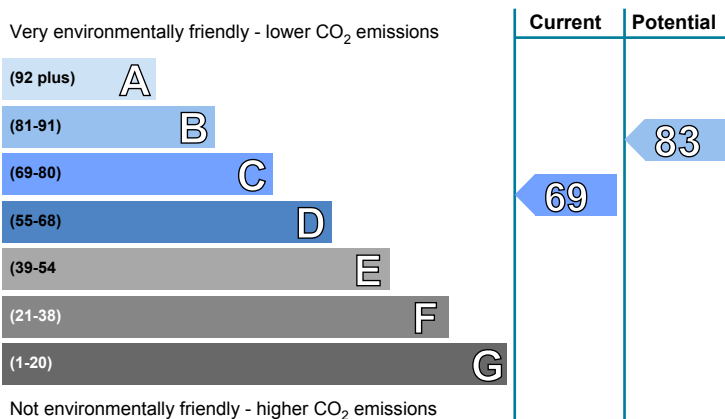 Very environmentally friendly - lower CO2 emissions
Current Potential
(92 plus) A
(81-91) B
83
(69-80) C
69
(55-68) D
(39-54 E
(21-38) F
(1-20) G
Not environmentally friendly - higher CO2 emissions